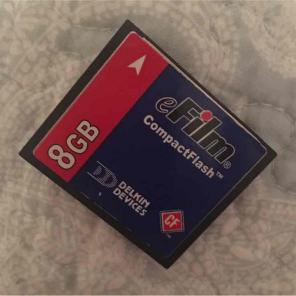 8GB
eFilm®
CompactFlash™
DELKIN
DEVICES
CF